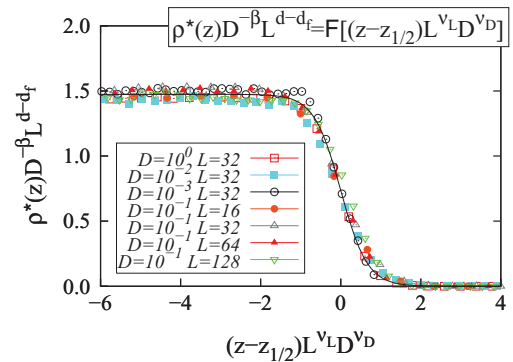 ρ*(z)D^{-β}L^{d-d_f}=F[(z-z_{1/2})L^{ν_L}D^{ν_D}]
2.0
1.5
1.0
0.5
0.0
ρ*(z)D^{-β}L^{d-d_f}
D=10^0 L=32
D=10^{-2} L=32
D=10^{-3} L=32
D=10^{-1} L=16
D=10^{-1} L=32
D=10^{-1} L=64
D=10^{-1} L=128
-6 -4 -2 0 2 4
(z-z_{1/2})L^{ν_L}D^{ν_D}